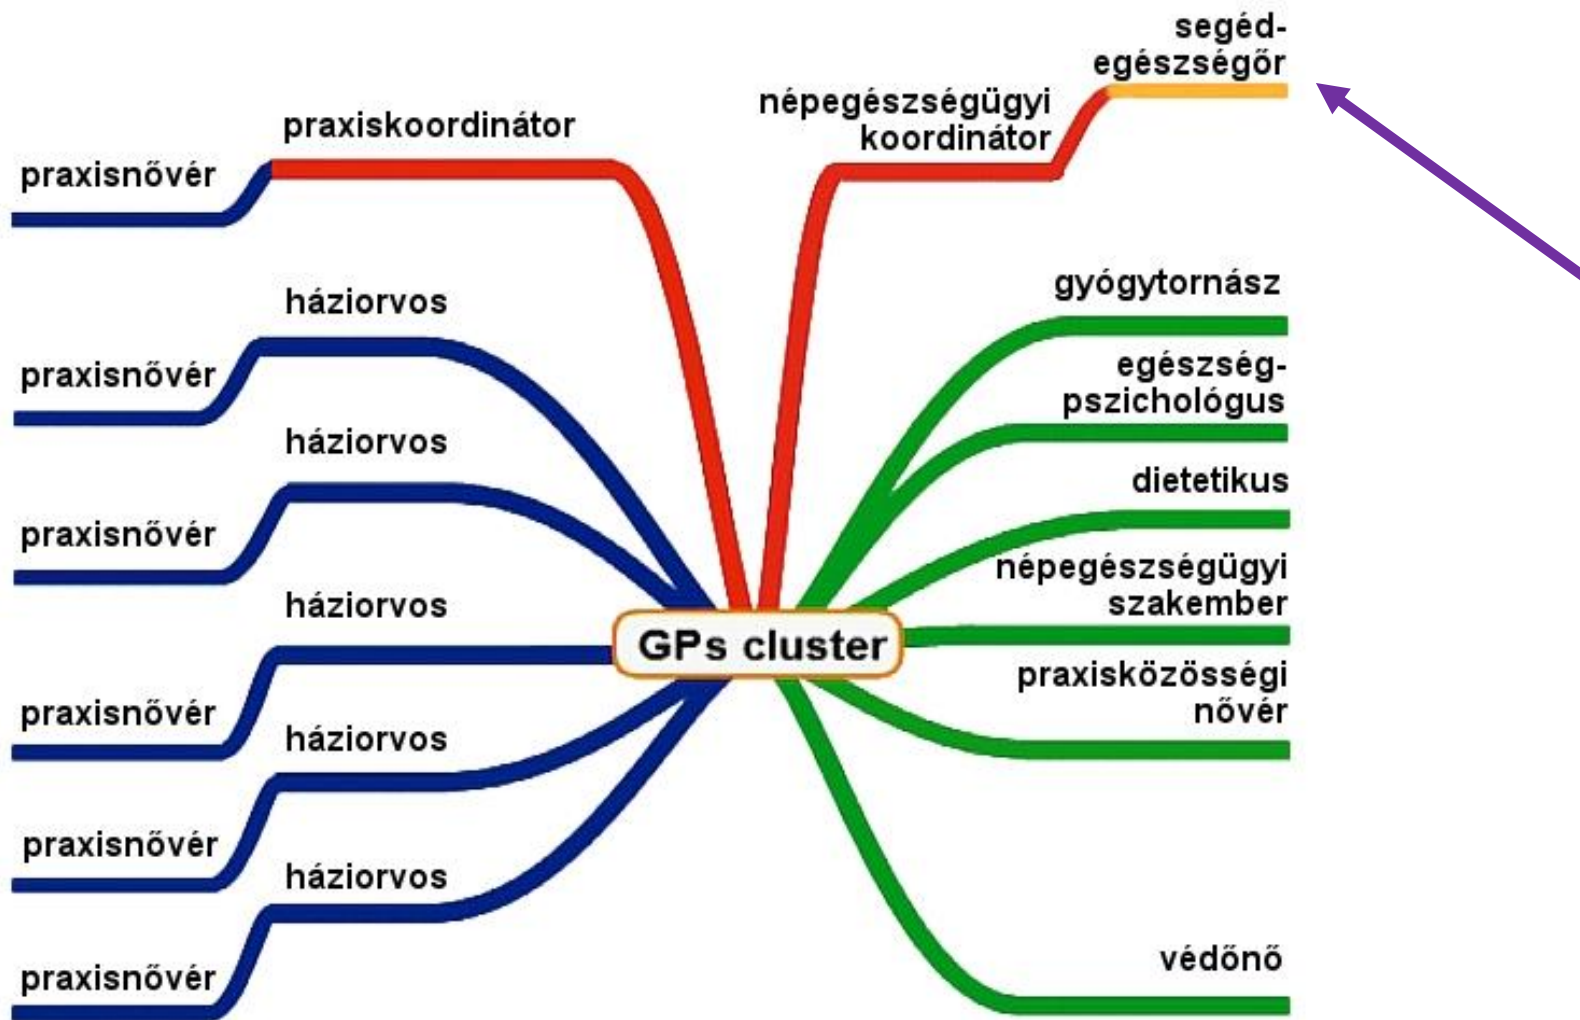 praxiskoordinátor
praxisnővér
háziorvos
praxisnővér
háziorvos
praxisnővér
háziorvos
praxisnővér
háziorvos
praxisnővér
háziorvos
praxisnővér
GPs cluster
segéd-
egészségőr
népegészségügyi
koordinátor
gyógytornász
egészség-
pszichológus
dietetikus
népegészségügyi
szakember
praxisközösségi
nővér
védőnő